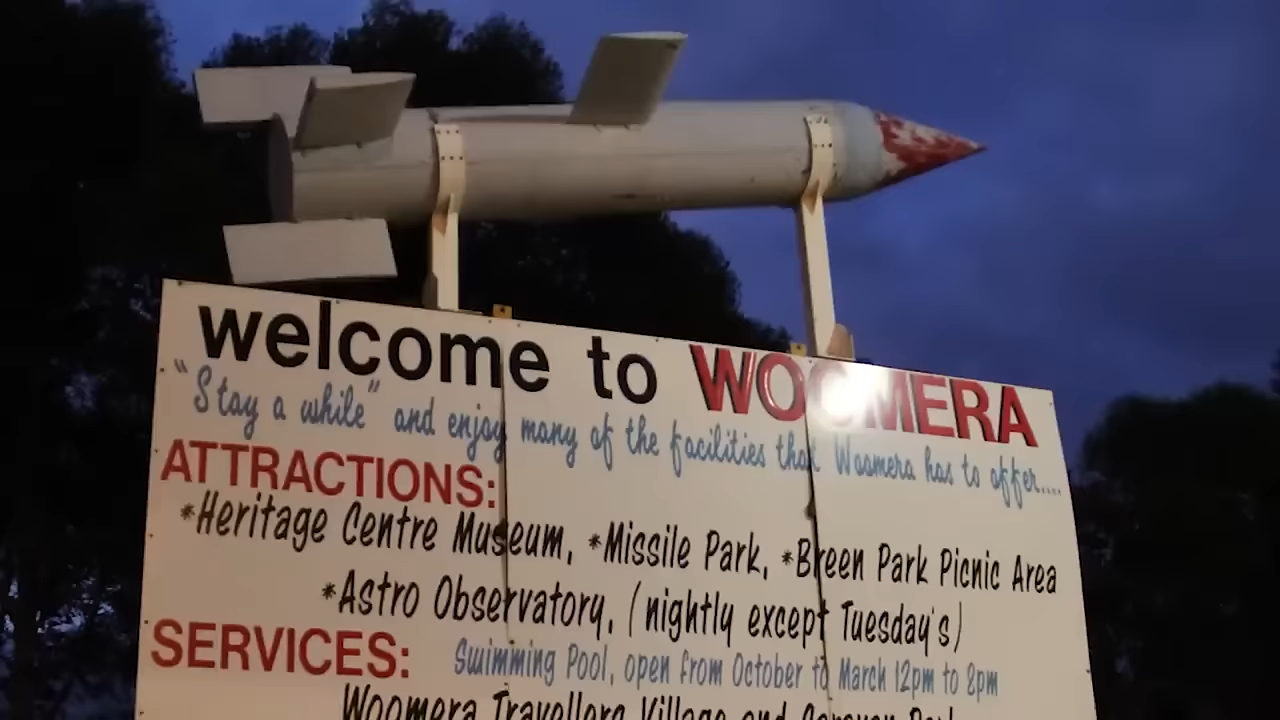 welcome to WOOMERA
"Stay a while" and enjoy many of the facilities that Woomera has to offer....
ATTRACTIONS:
*Heritage Centre Museum, *Missile Park, *Breen Park Picnic Area
*Astro Observatory, (nightly except Tuesday's)
SERVICES: Swimming Pool, open from October to March 12pm to 8pm
Woomera Travellers Village and Caravan Park